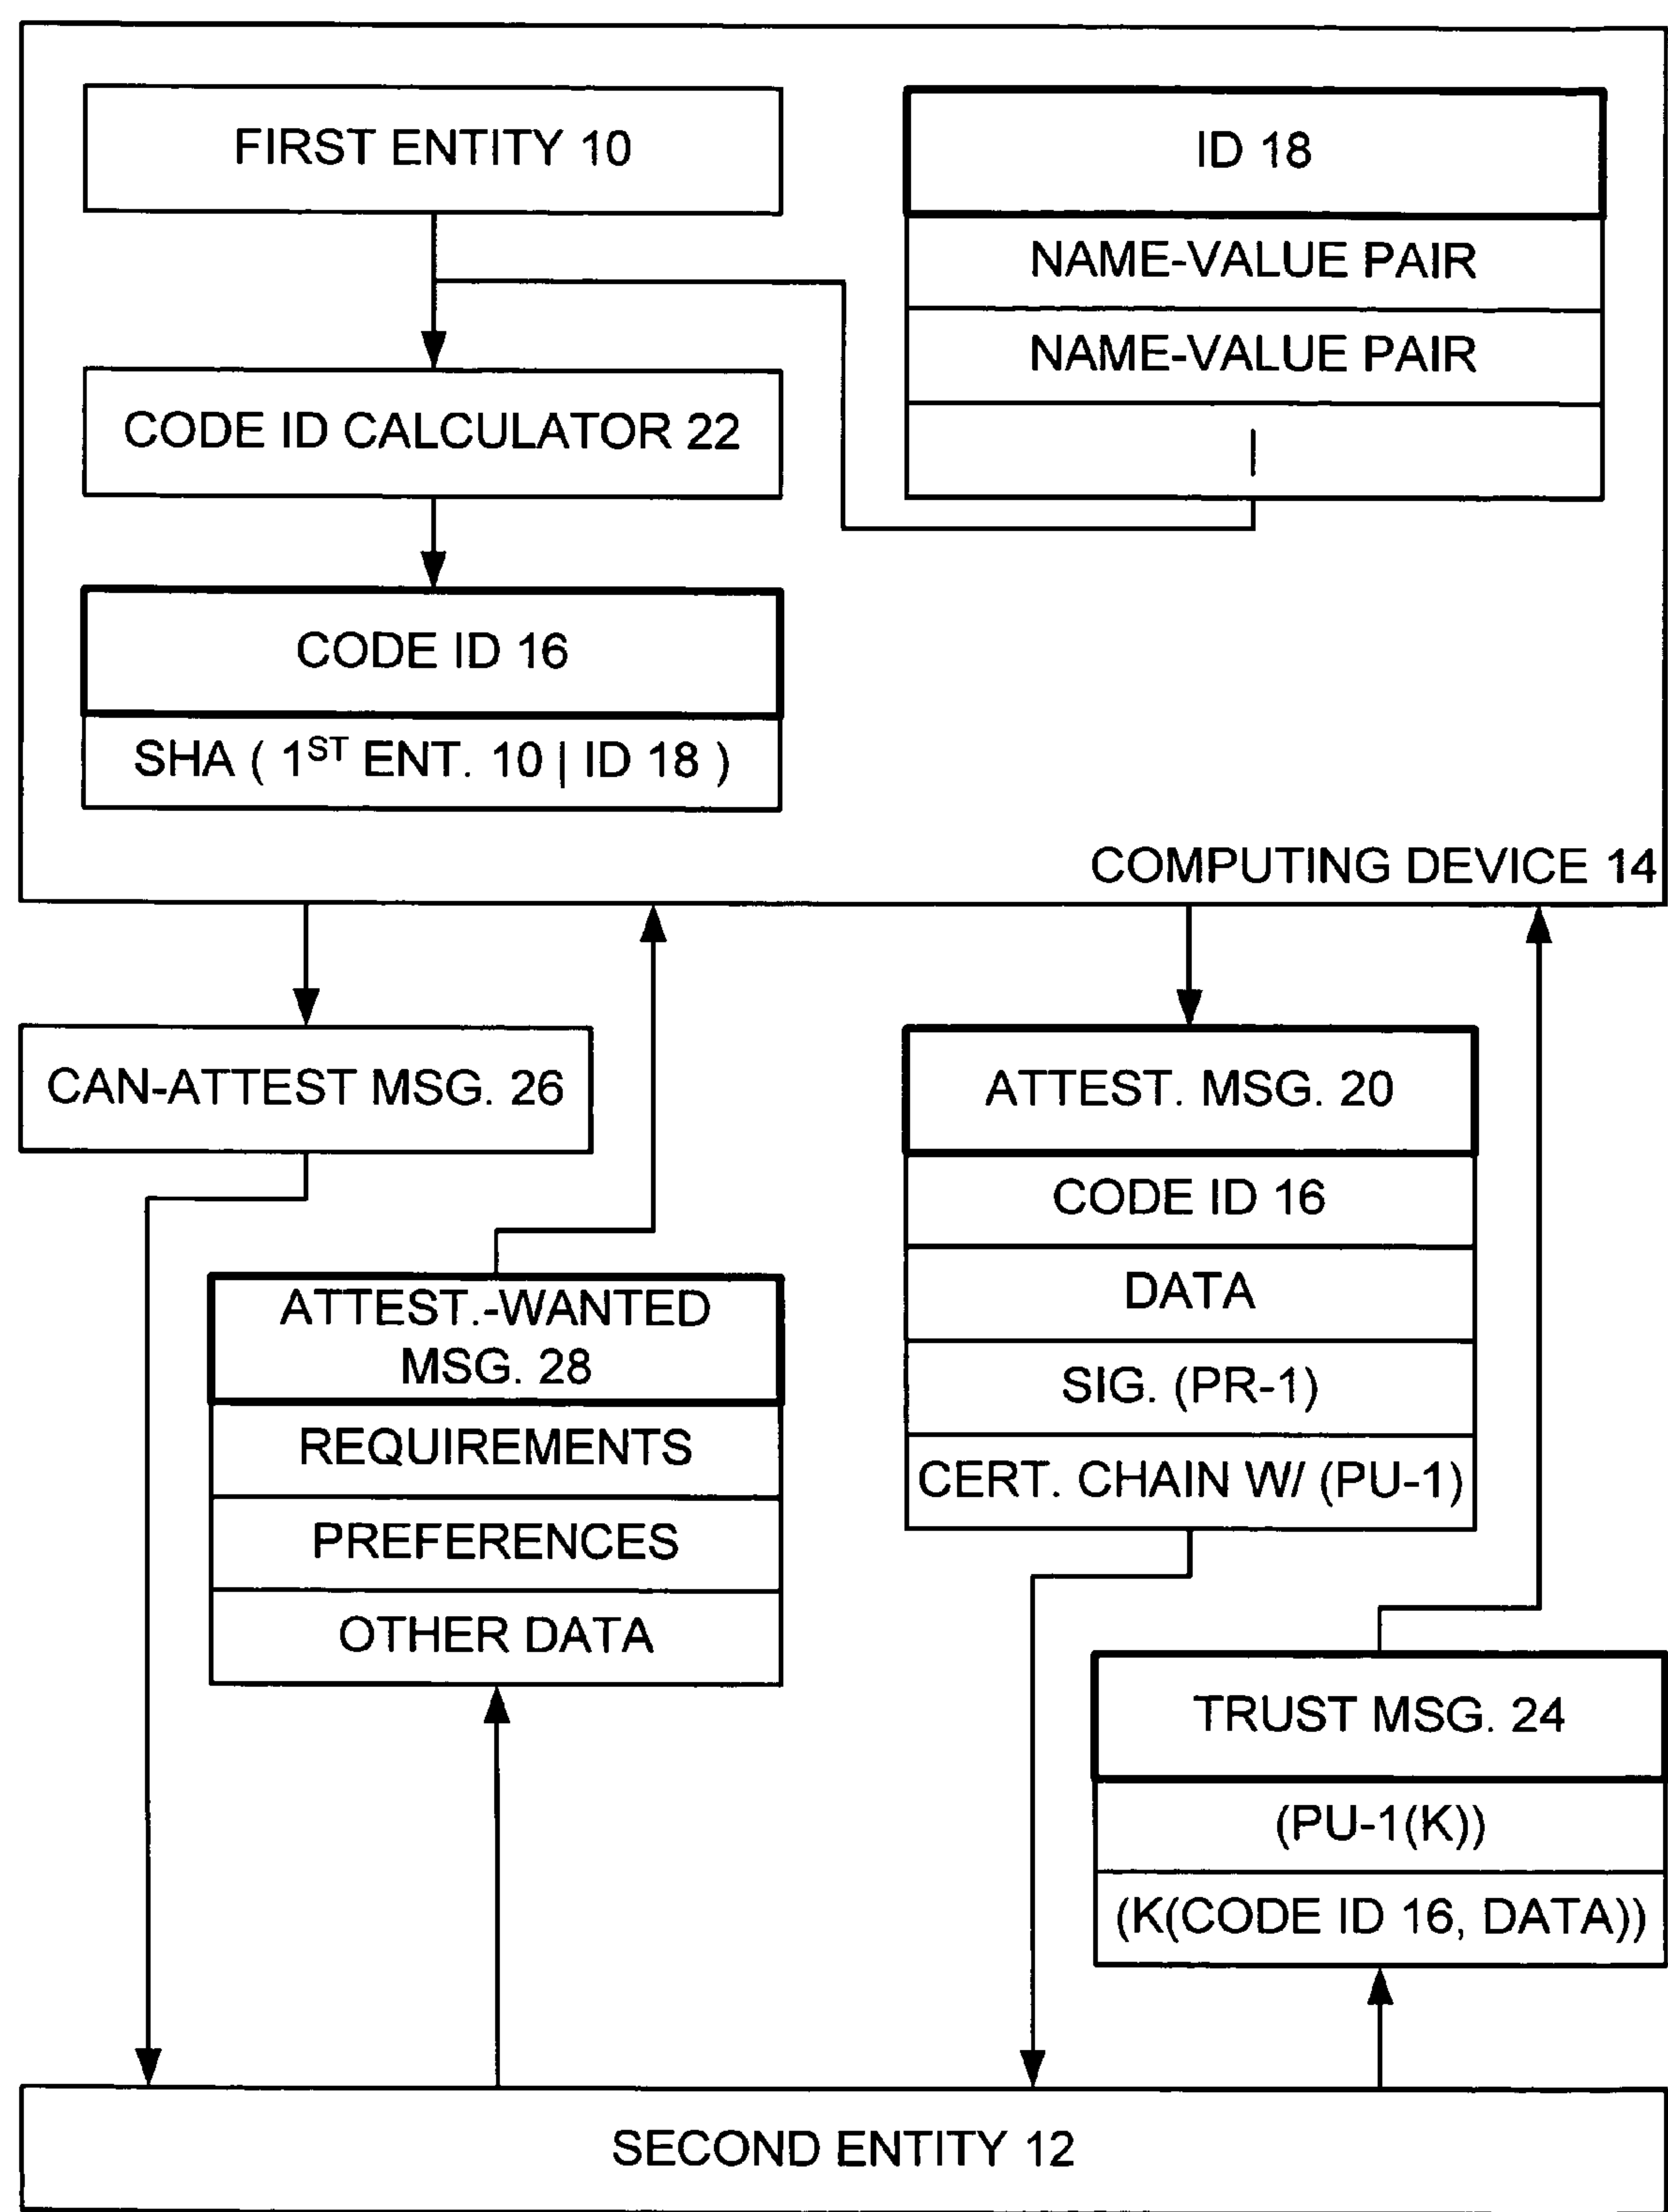 FIRST ENTITY 10
ID 18
NAME-VALUE PAIR
NAME-VALUE PAIR
|
CODE ID CALCULATOR 22
CODE ID 16
SHA ( 1ST ENT. 10 | ID 18 )
COMPUTING DEVICE 14
CAN-ATTEST MSG. 26
ATTEST.-WANTED
MSG. 28
REQUIREMENTS
PREFERENCES
OTHER DATA
ATTEST. MSG. 20
CODE ID 16
DATA
SIG. (PR-1)
CERT. CHAIN W/ (PU-1)
TRUST MSG. 24
(PU-1(K))
(K(CODE ID 16, DATA))
SECOND ENTITY 12